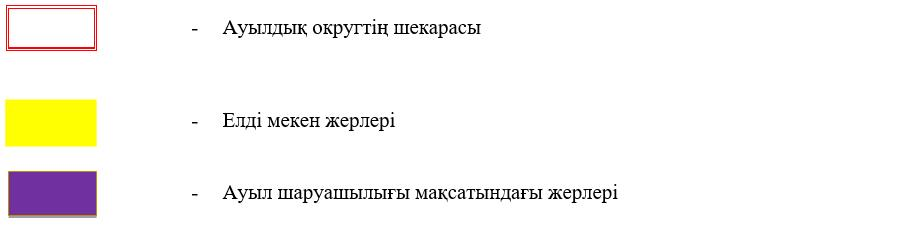 - Ауылдық округтің шекарасы
- Елді мекен жерлері
- Ауыл шаруашылығы мақсатындағы жерлері